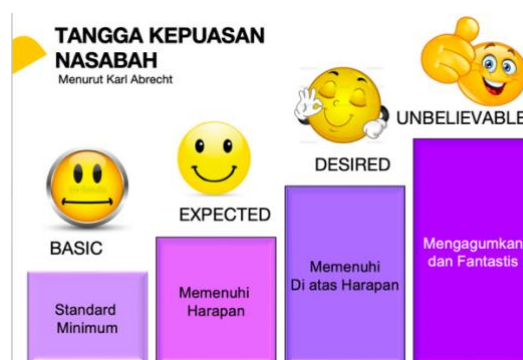 TANGGA KEPUASAN
NASABAH
Menurut Karl Abrecht
BASIC
EXPECTED
DESIRED
UNBELIEVABLE
Standard
Minimum
Memenuhi
Harapan
Memenuhi
Di atas Harapan
Mengagumkan
dan Fantastis